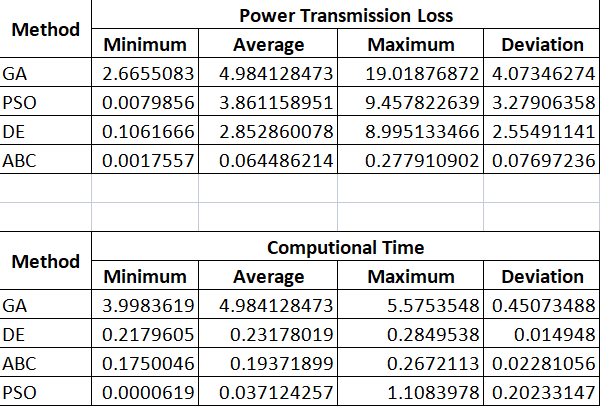 Method Power Transmission Loss
Minimum Average Maximum Deviation
GA 2.6655083 4.984128473 19.01876872 4.07346274
PSO 0.0079856 3.861158951 9.457822639 3.27906358
DE 0.1061666 2.852860078 8.995133466 2.55491141
ABC 0.0017557 0.064486214 0.277910902 0.07697236
Method Computional Time
Minimum Average Maximum Deviation
GA 3.9983619 4.984128473 5.5753548 0.45073488
DE 0.2179605 0.23178019 0.2849538 0.014948
ABC 0.1750046 0.19371899 0.2672113 0.02281056
PSO 0.0000619 0.037124257 1.1083978 0.20233147